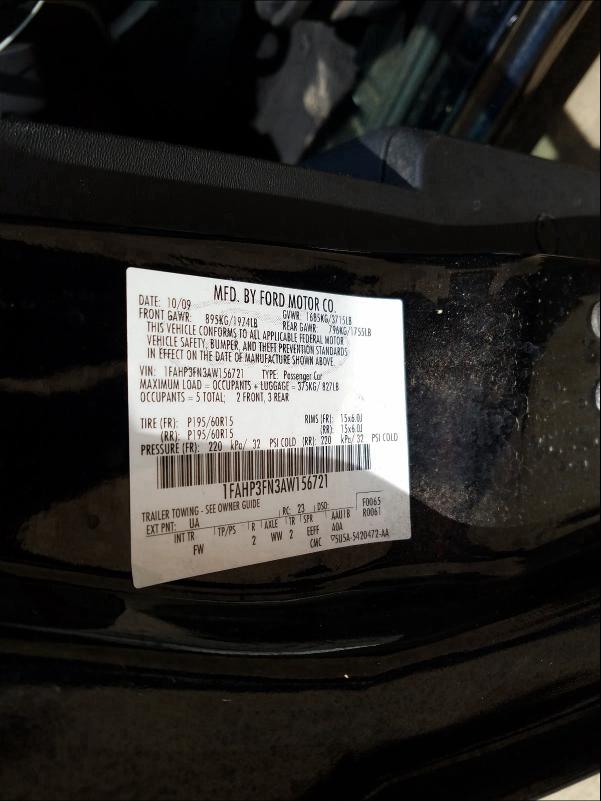 MFD. BY FORD MOTOR CO.
DATE: 10/09 GVWR: 1685KG/3715LB
FRONT GAWR: 895KG/1974LB REAR GAWR: 796KG/1755LB
THIS VEHICLE CONFORMS TO ALL APPLICABLE FEDERAL MOTOR
VEHICLE SAFETY, BUMPER, AND THEFT PREVENTION STANDARDS
IN EFFECT ON THE DATE OF MANUFACTURE SHOWN ABOVE.
VIN: 1FAHP3FN3AW156721 TYPE: Passenger Car
MAXIMUM LOAD = OCCUPANTS + LUGGAGE = 375KG/ 827LB
OCCUPANTS = 5 TOTAL; 2 FRONT, 3 REAR
TIRE (FR): P195/60R15 RIMS (FR): 15x6.0J
(RR): P195/60R15 (RR): 15x6.0J
PRESSURE (FR): 220 kPa/ 32 PSI COLD (RR): 220 kPa/ 32 PSI COLD
1FAHP3FN3AW156721
TRAILER TOWING - SEE OWNER GUIDE
EXT PNT: UA RC: 23 DSO: F0065
INT TR TP/PS R AXLE TR SPR AAU1B R0061
FW 2 WW 2 EEFF A0A
CMC 5U5A-5420472-AA